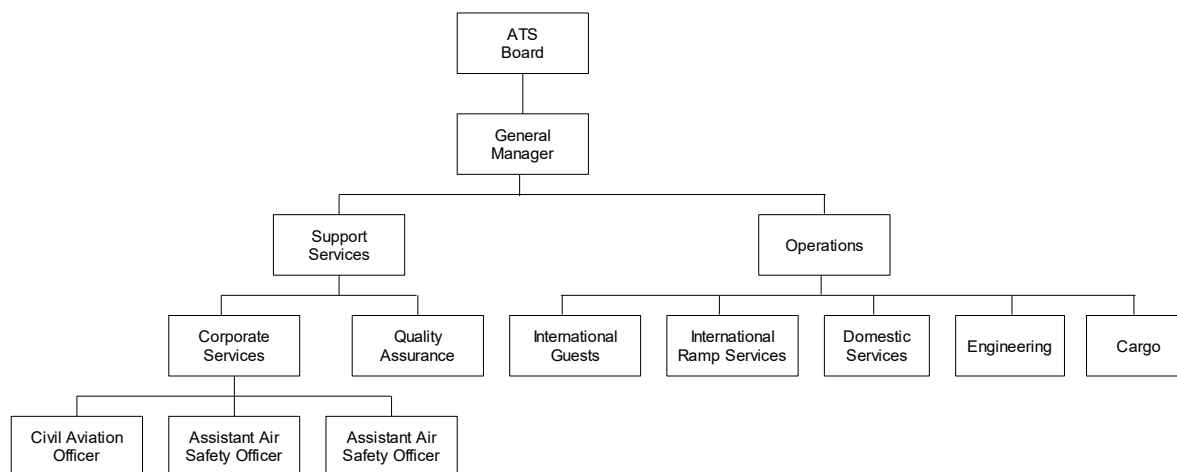 ATS
Board
General
Manager
Support
Services
Operations
Corporate
Services
Quality
Assurance
International
Guests
International
Ramp Services
Domestic
Services
Engineering
Cargo
Civil Aviation
Officer
Assistant Air
Safety Officer
Assistant Air
Safety Officer